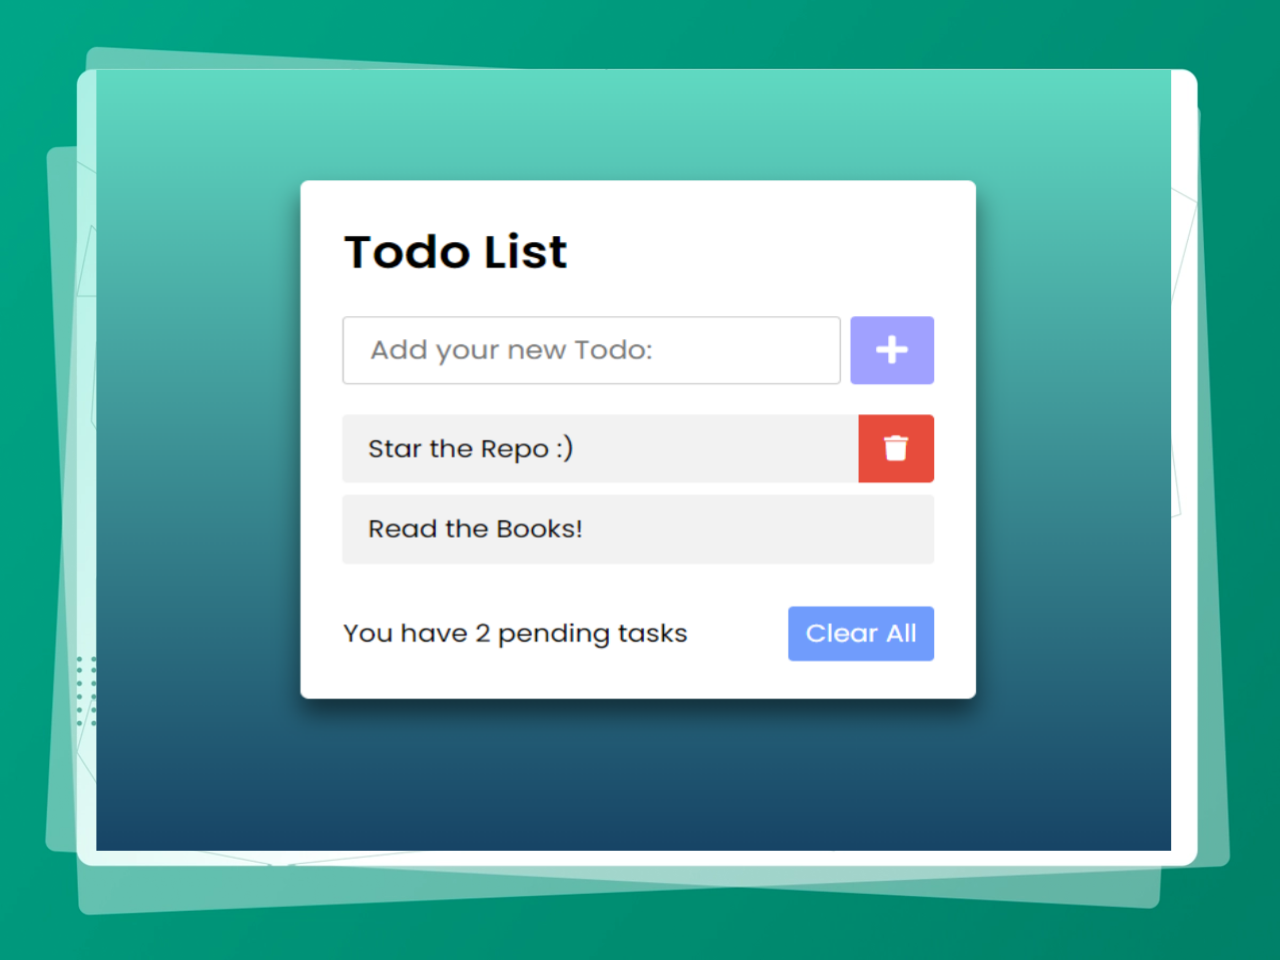 Todo List
Add your new Todo:
Star the Repo :)
Read the Books!
You have 2 pending tasks
Clear All